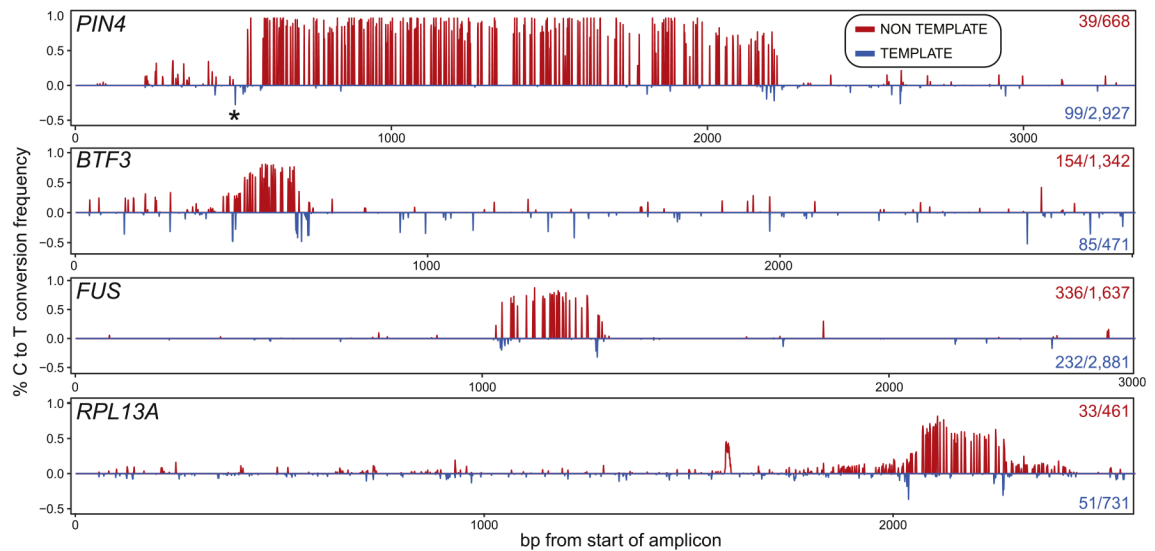 % C to T conversion frequency
PIN4
NON TEMPLATE
TEMPLATE
39/668
99/2,927
*
1.0
0.5
0.0
−0.5
0 1000 2000 3000
BTF3
154/1,342
85/471
1.0
0.5
0.0
−0.5
0 1000 2000
FUS
336/1,637
232/2,881
1.0
0.5
0.0
−0.5
0 1000 2000 3000
RPL13A
33/461
51/731
1.0
0.5
0.0
−0.5
0 1000 2000
bp from start of amplicon